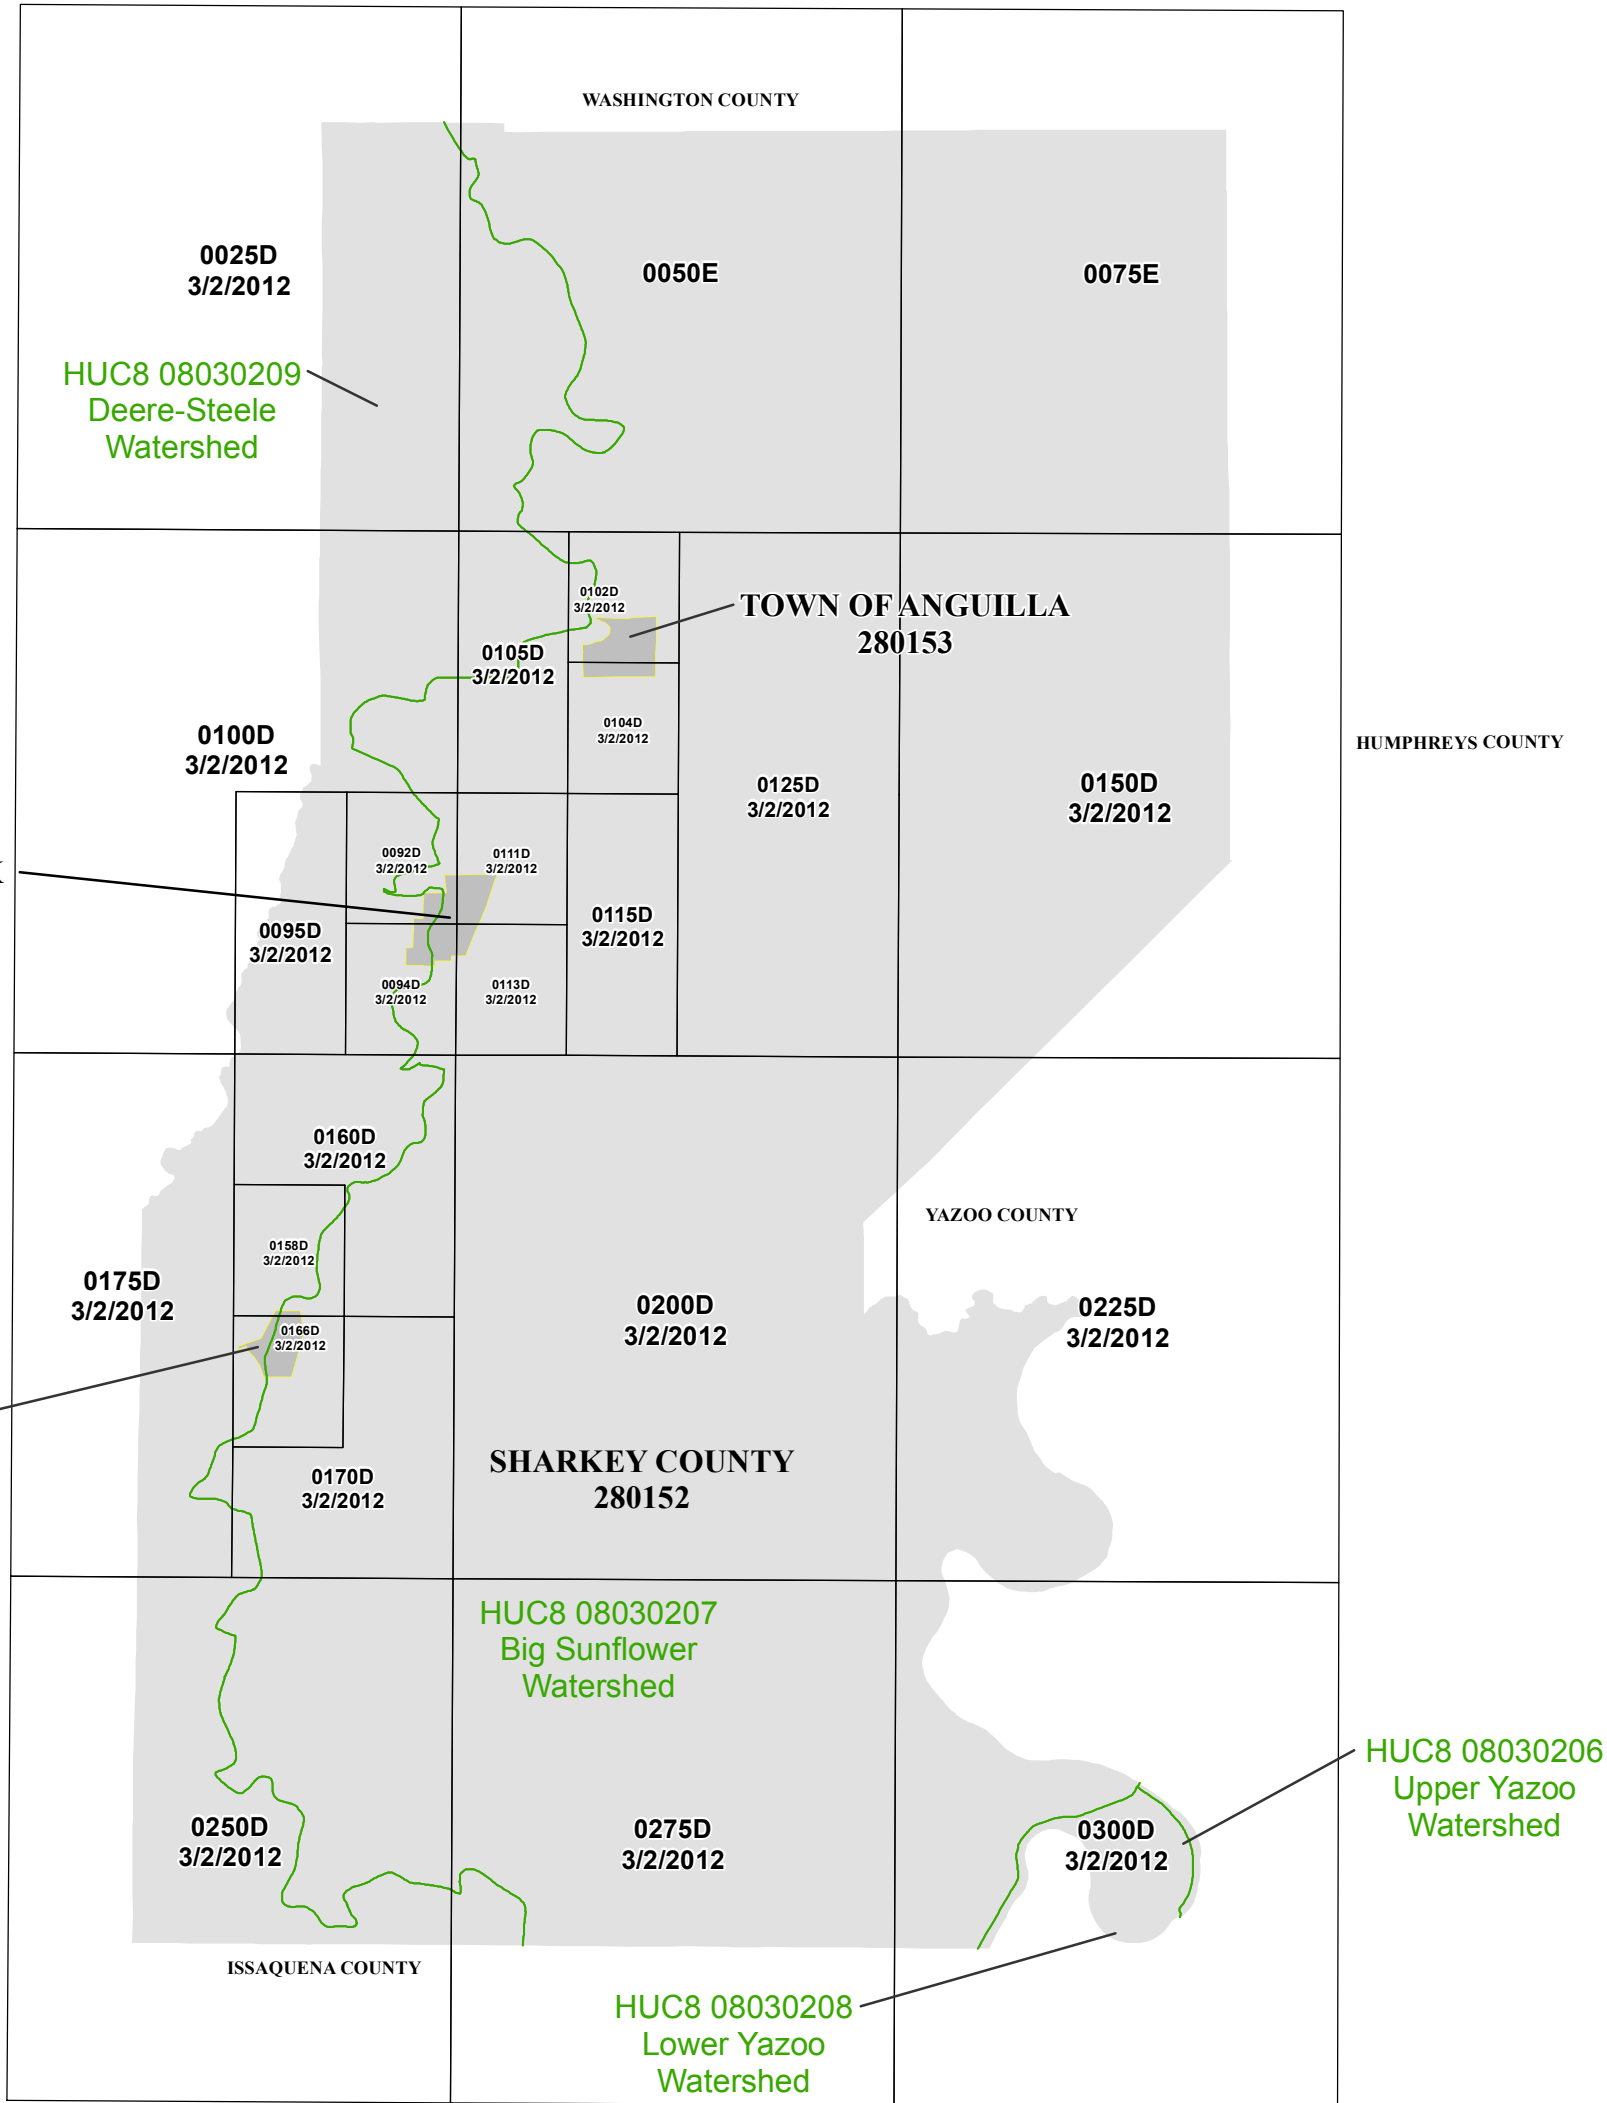 WASHINGTON COUNTY
0025D
3/2/2012
0050E
0075E
HUC8 08030209
Deere-Steele
Watershed
0102D
3/2/2012
TOWN OF ANGUILLA
280153
0105D
3/2/2012
0104D
3/2/2012
0100D
3/2/2012
HUMPHREYS COUNTY
0125D
3/2/2012
0150D
3/2/2012
0092D
3/2/2012
0111D
3/2/2012
0095D
3/2/2012
0115D
3/2/2012
0094D
3/2/2012
0113D
3/2/2012
0160D
3/2/2012
YAZOO COUNTY
0158D
3/2/2012
0175D
3/2/2012
0166D
3/2/2012
0200D
3/2/2012
0225D
3/2/2012
SHARKEY COUNTY
280152
0170D
3/2/2012
HUC8 08030207
Big Sunflower
Watershed
HUC8 08030206
Upper Yazoo
Watershed
0250D
3/2/2012
0275D
3/2/2012
0300D
3/2/2012
ISSAQUENA COUNTY
HUC8 08030208
Lower Yazoo
Watershed